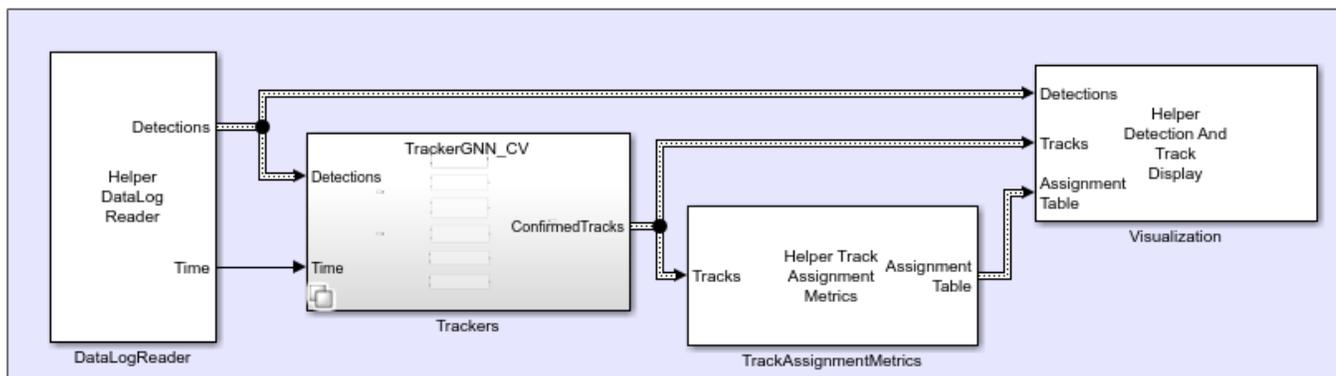 Detections
Helper
DataLog
Reader
Time
DataLogReader
TrackerGNN_CV
Detections
ConfirmedTracks
Time
Trackers
Tracks
Helper Track
Assignment
Metrics
Assignment
Table
TrackAssignmentMetrics
Detections
Tracks
Assignment
Table
Helper
Detection And
Track
Display
Visualization